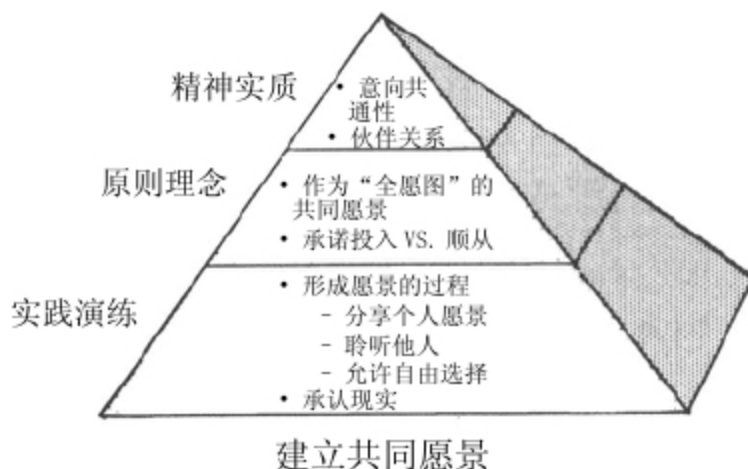 精神实质
• 意向共
通性
• 伙伴关系
原则理念
• 作为“全愿图”的
共同愿景
• 承诺投入 VS. 顺从
实践演练
• 形成愿景的过程
- 分享个人愿景
- 聆听他人
- 允许自由选择
• 承认现实
建立共同愿景